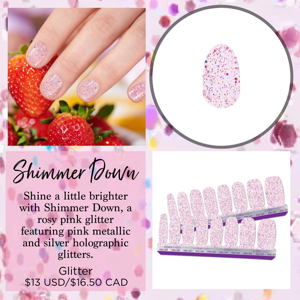 Shimmer Down
Shine a little brighter
with Shimmer Down, a
rosy pink glitter
featuring pink metallic
and silver holographic
glitters.
Glitter
$13 USD/$16.50 CAD